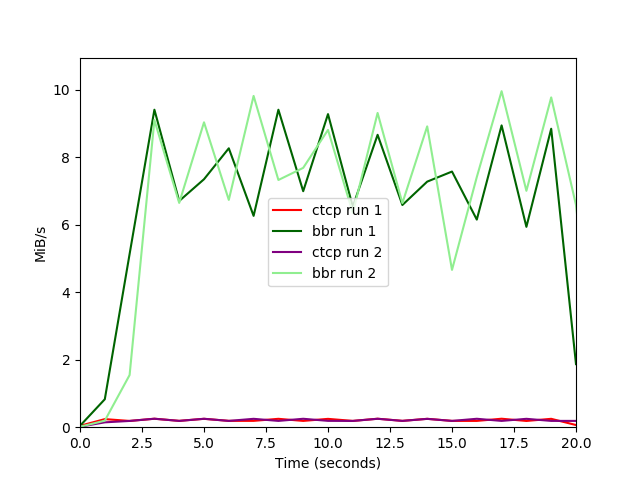 10
8
6
4
2
0
MiB/s
ctcp run 1
bbr run 1
ctcp run 2
bbr run 2
0.0 2.5 5.0 7.5 10.0 12.5 15.0 17.5 20.0
Time (seconds)